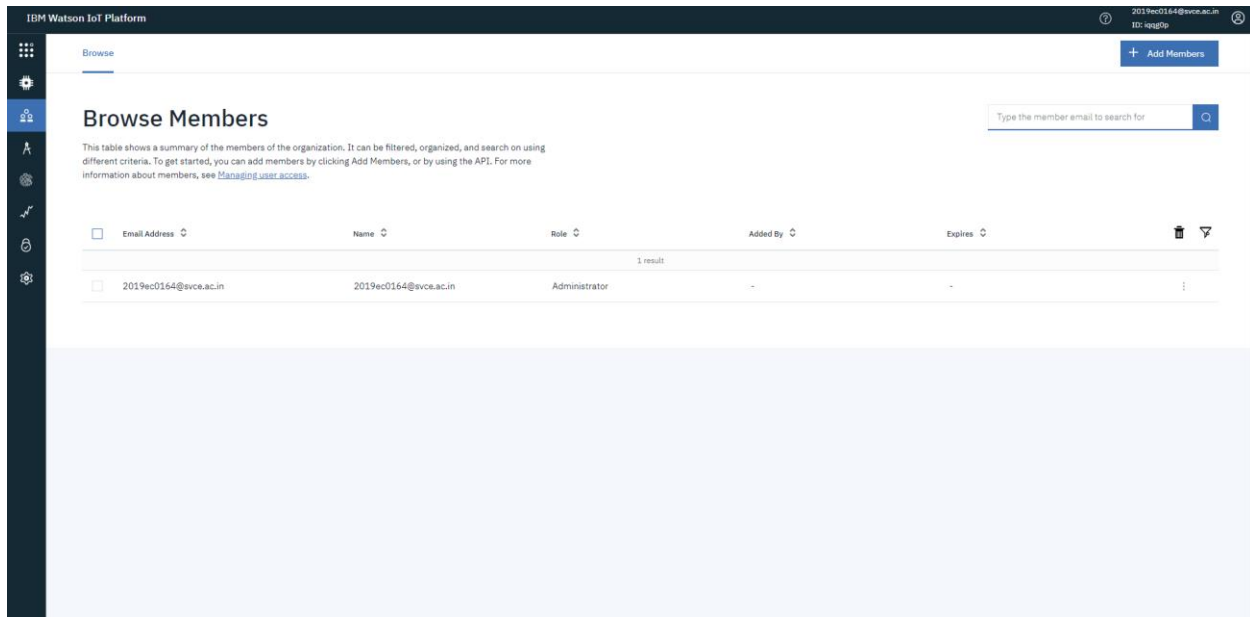 IBM Watson IoT Platform
2019ec0164@svce.ac.in
ID: iqqg0p
Browse
+ Add Members
Browse Members
Type the member email to search for
This table shows a summary of the members of the organization. It can be filtered, organized, and search on using
different criteria. To get started, you can add members by clicking Add Members, or by using the API. For more
information about members, see Managing user access.
Email Address Name Role Added By Expires
1 result
2019ec0164@svce.ac.in 2019ec0164@svce.ac.in Administrator - -